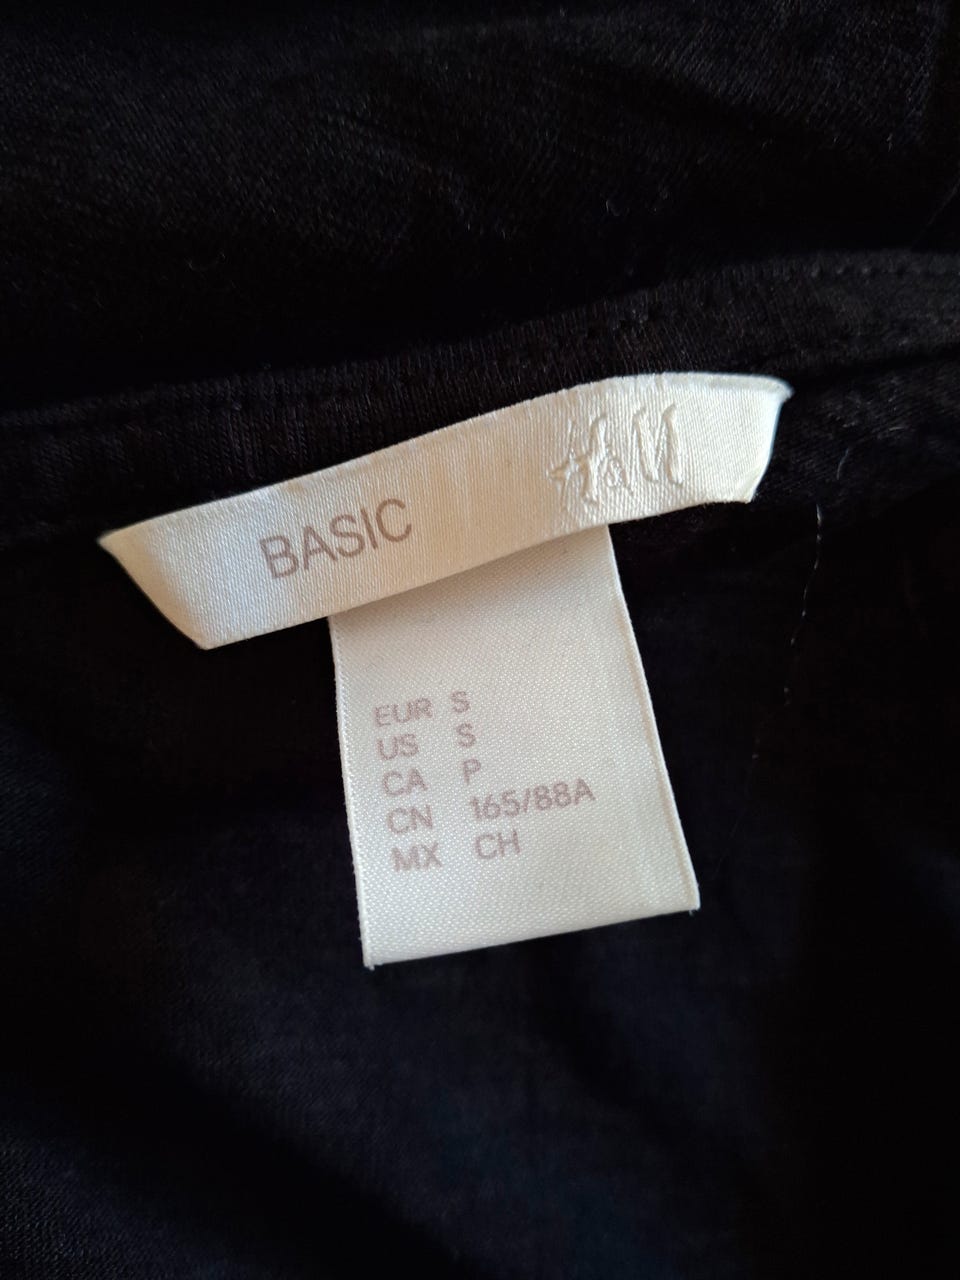 BASIC H&M
EUR S
US S
CA P
CN 165/88A
MX CH